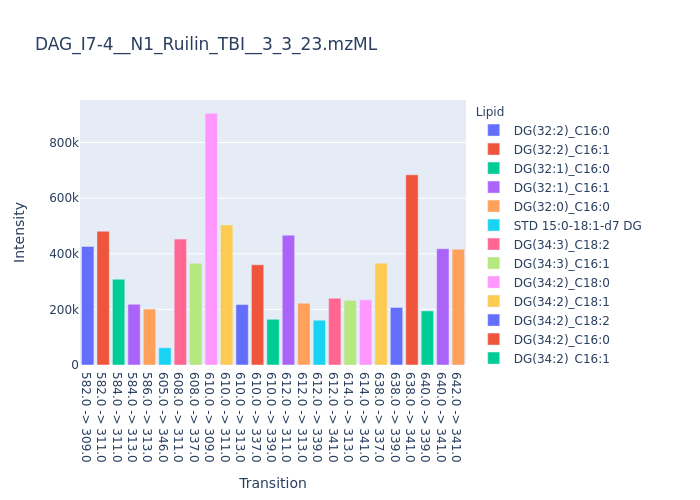 DAG_I7-4__N1_Ruilin_TBI__3_3_23.mzML
Intensity
800k
600k
400k
200k
0
582.0 -> 309.0
582.0 -> 311.0
584.0 -> 311.0
584.0 -> 313.0
586.0 -> 313.0
605.0 -> 346.0
608.0 -> 311.0
608.0 -> 337.0
610.0 -> 309.0
610.0 -> 311.0
610.0 -> 313.0
610.0 -> 337.0
610.0 -> 339.0
612.0 -> 311.0
612.0 -> 313.0
612.0 -> 339.0
612.0 -> 341.0
614.0 -> 313.0
614.0 -> 341.0
638.0 -> 337.0
638.0 -> 339.0
638.0 -> 341.0
640.0 -> 339.0
640.0 -> 341.0
642.0 -> 341.0
Transition
Lipid
DG(32:2)_C16:0
DG(32:2)_C16:1
DG(32:1)_C16:0
DG(32:1)_C16:1
DG(32:0)_C16:0
STD 15:0-18:1-d7 DG
DG(34:3)_C18:2
DG(34:3)_C16:1
DG(34:2)_C18:0
DG(34:2)_C18:1
DG(34:2)_C18:2
DG(34:2)_C16:0
DG(34:2)_C16:1